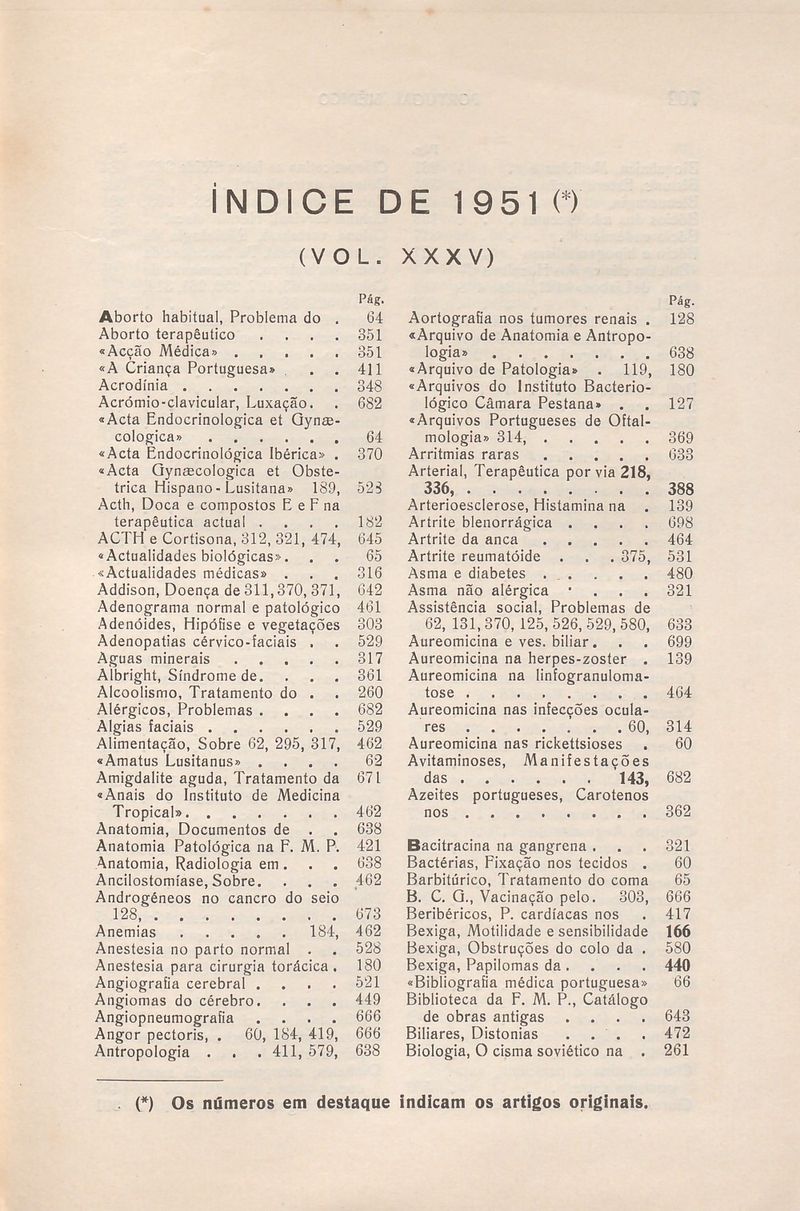 ÍNDICE DE 1951 (*)
(VOL. XXXV)
Pág.
Aborto habitual, Problema do . 64
Aborto terapêutico . . . . 351
«Acção Médica» . . . . . 351
«A Criança Portuguesa» . . . 411
Acrodínia . . . . . . . 348
Acrómio-clavicular, Luxação. . 682
«Acta Endocrinologica et Gynæ-
cologica» . . . . . . 64
«Acta Endocrinológica Ibérica» . 370
«Acta Gynæcologica et Obste-
trica Hispano-Lusitana» 189, 523
Acth, Doca e compostos E e F na
terapêutica actual . . . . 182
ACTH e Cortisona, 312, 321, 474, 645
«Actualidades biológicas». . . 65
«Actualidades médicas» . . . 316
Addison, Doença de 311, 370, 371, 642
Adenograma normal e patológico 461
Adenóides, Hipófise e vegetações 303
Adenopatias cérvico-faciais . . 529
Aguas minerais . . . . . 317
Albright, Síndrome de. . . . 361
Alcoolismo, Tratamento do . . 260
Alérgicos, Problemas . . . . 682
Algias faciais . . . . . . 529
Alimentação, Sobre 62, 295, 317, 462
«Amatus Lusitanus» . . . . 62
Amigdalite aguda, Tratamento da 671
«Anais do Instituto de Medicina
Tropical». . . . . . . 462
Anatomia, Documentos de . . 638
Anatomia Patológica na F. M. P. 421
Anatomia, Radiologia em . . . 638
Ancilostomíase, Sobre. . . . 462
Androgéneos no cancro do seio
128, . . . . . . . . 673
Anemias . . . . . 184, 462
Anestesia no parto normal . . 528
Anestesia para cirurgia torácica . 180
Angiografia cerebral . . . . 521
Angiomas do cérebro. . . . 449
Angiopneumografia . . . . 666
Angor pectoris, . 60, 184, 419, 666
Antropologia . . . 411, 579, 638
Pág.
Aortografia nos tumores renais . 128
«Arquivo de Anatomia e Antropo-
logia» . . . . . . . 638
«Arquivo de Patologia» . 119, 180
«Arquivos do Instituto Bacterio-
lógico Câmara Pestana» . . 127
«Arquivos Portugueses de Oftal-
mologia» 314, . . . . . 369
Arritmias raras . . . . . 633
Arterial, Terapêutica por via 218,
336, . . . . . . . . 388
Arterioesclerose, Histamina na . 139
Artrite blenorrágica . . . . 698
Artrite da anca . . . . . 464
Artrite reumatóide . . . 375, 531
Asma e diabetes . . . . . . 480
Asma não alérgica · . . . 321
Assistência social, Problemas de
62, 131, 370, 125, 526, 529, 580, 633
Aureomicina e ves. biliar. . . 699
Aureomicina na herpes-zoster . 139
Aureomicina na linfogranuloma-
tose . . . . . . . . 464
Aureomicina nas infecções ocula-
res . . . . . . . 60, 314
Aureomicina nas rickettsioses . 60
Avitaminoses, Manifestações
das . . . . . . 143, 682
Azeites portugueses, Carotenos
nos . . . . . . . . 362
Bacitracina na gangrena . . . 321
Bactérias, Fixação nos tecidos . 60
Barbitúrico, Tratamento do coma 65
B. C. G., Vacinação pelo. 303, 666
Beribéricos, P. cardíacas nos . 417
Bexiga, Motilidade e sensibilidade 166
Bexiga, Obstruções do colo da . 580
Bexiga, Papilomas da . . . . 440
«Bibliografia médica portuguesa» 66
Biblioteca da F. M. P., Catálogo
de obras antigas . . . . 643
Biliares, Distonias . . . . 472
Biologia, O cisma soviético na . 261
(*) Os números em destaque indicam os artigos originais.